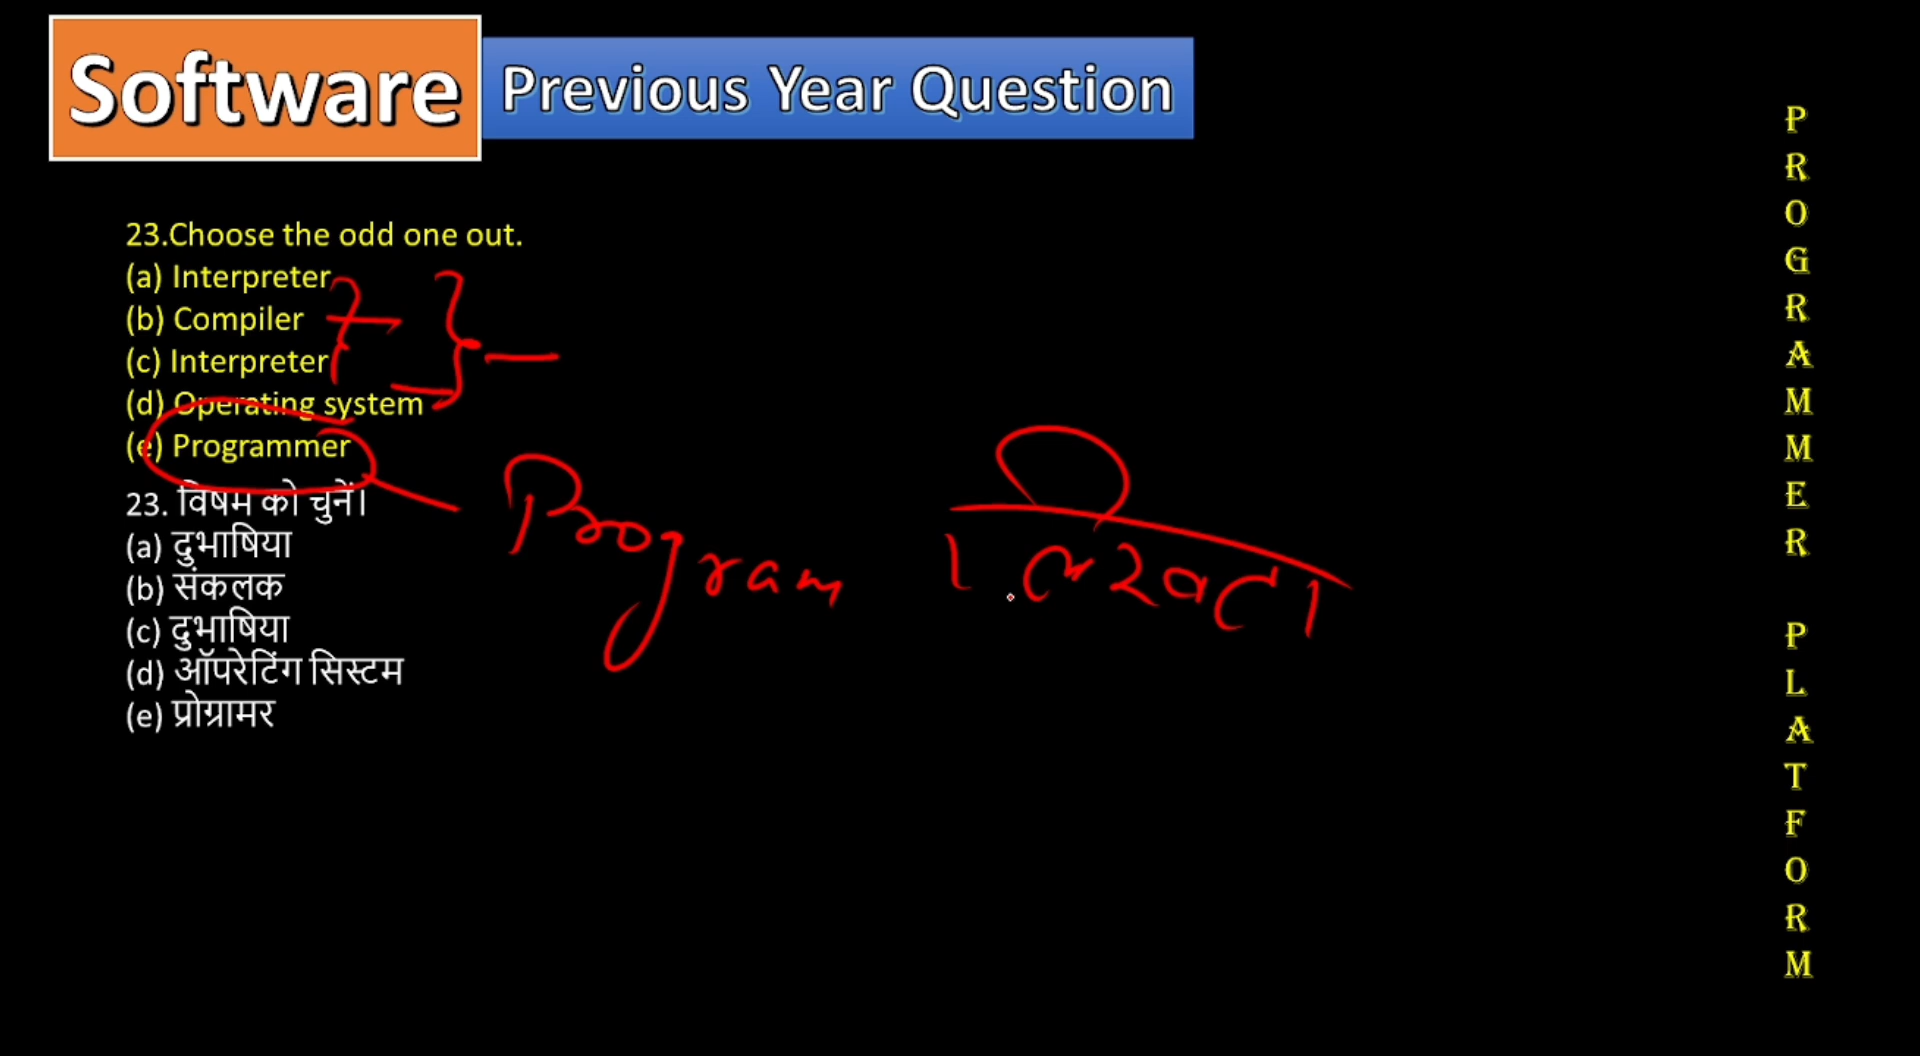 Software
Previous Year Question
23.Choose the odd one out.
(a) Interpreter
(b) Compiler
(c) Interpreter
(d) Operating system
(e) Programmer
23. विषम को चुनें।
(a) दुभाषिया
(b) संकलक
(c) दुभाषिया
(d) ऑपरेटिंग सिस्टम
(e) प्रोग्रामर
Program
PROGRAMMER PLATFORM